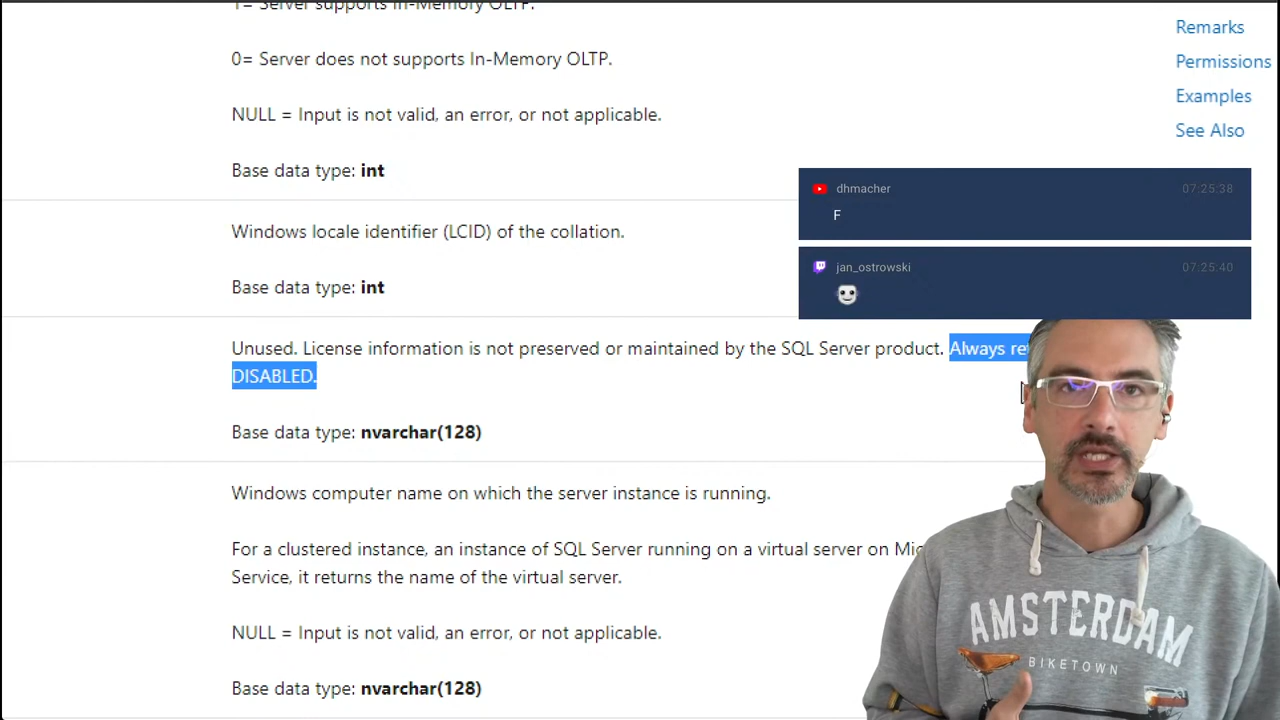 1= Server supports In-Memory OLTP.
0= Server does not supports In-Memory OLTP.
NULL = Input is not valid, an error, or not applicable.
Base data type: int
Windows locale identifier (LCID) of the collation.
Base data type: int
Unused. License information is not preserved or maintained by the SQL Server product. Always re
DISABLED.
Base data type: nvarchar(128)
Windows computer name on which the server instance is running.
For a clustered instance, an instance of SQL Server running on a virtual server on Mic
Service, it returns the name of the virtual server.
NULL = Input is not valid, an error, or not applicable.
Base data type: nvarchar(128)
Remarks
Permissions
Examples
See Also
dhmacher 07:25:38
F
jan_ostrowski 07:25:40
AMSTERDAM
BIKETOWN